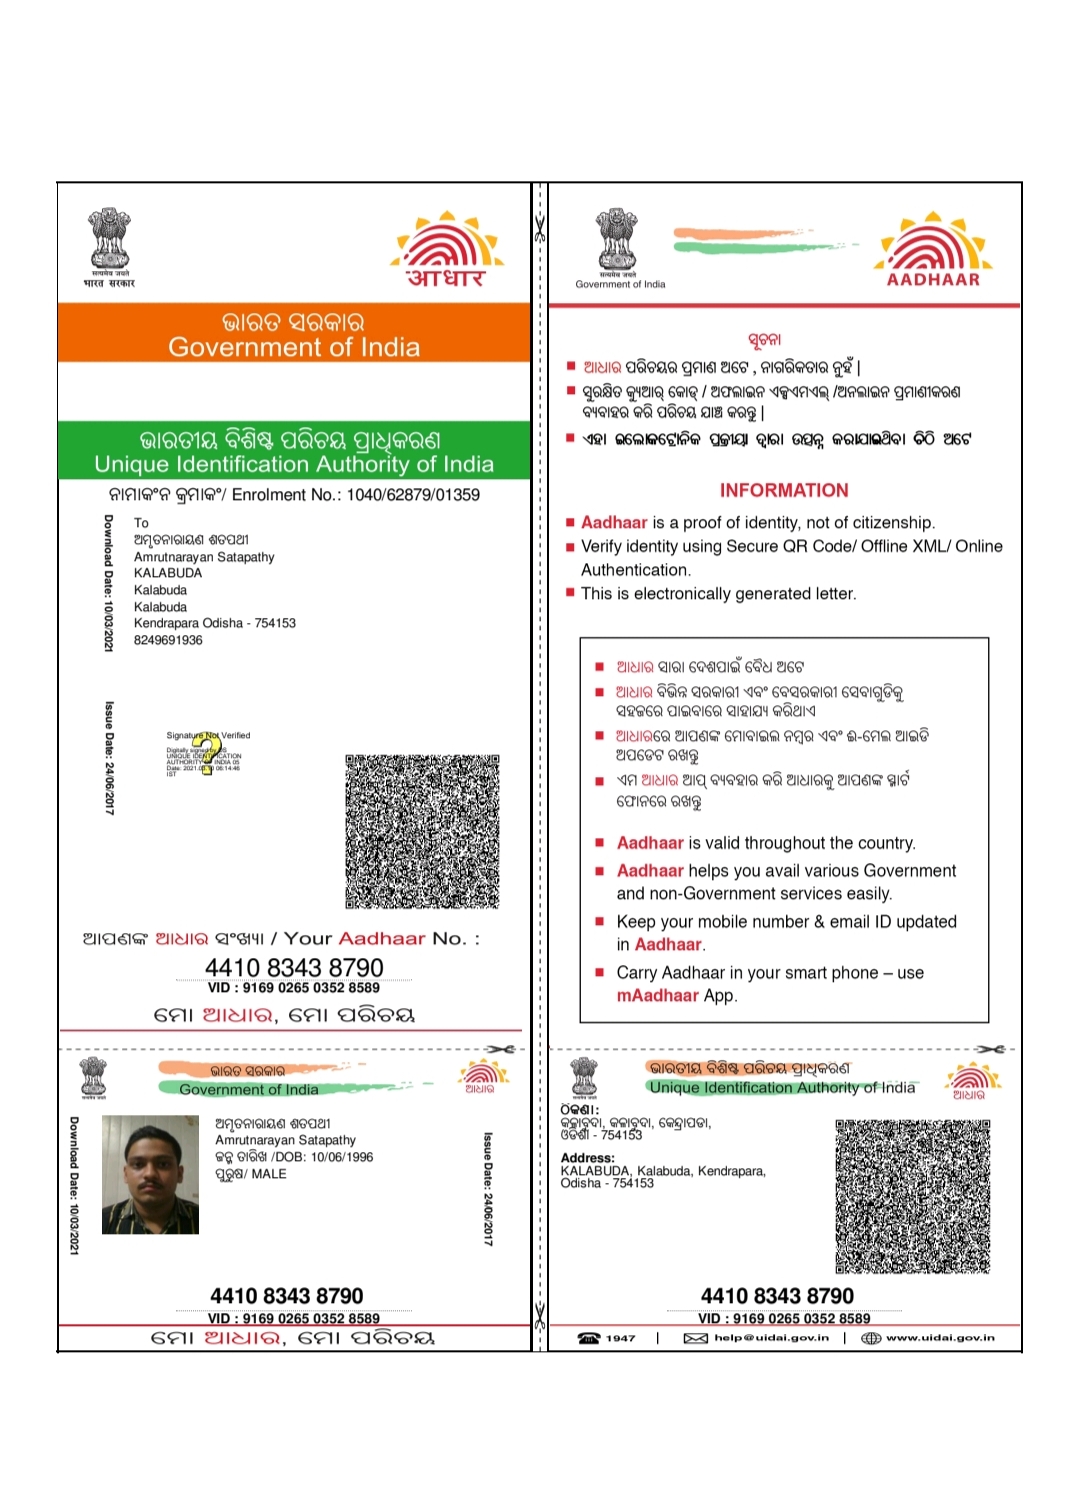 सत्यमेव जयते
भारत सरकार
आधार
ଭାରତ ସରକାର
Government of India
ଭାରତୀୟ ବିଶିଷ୍ଟ ପରିଚୟ ପ୍ରାଧିକରଣ
Unique Identification Authority of India
ନାମାକଂନ କ୍ରମାକଂ/ Enrolment No.: 1040/62879/01359
Download Date: 10/03/2021
To
ଅମୃତନାରାୟଣ ଶତପଥୀ
Amrutnarayan Satapathy
KALABUDA
Kalabuda
Kalabuda
Kendrapara Odisha - 754153
8249691936
Issue Date: 24/06/2017
Signature Not Verified
Digitally signed by DS
UNIQUE IDENTIFICATION
AUTHORITY OF INDIA 05
Date: 2021.03.10 06:14:46
IST
?
ଆପଣଙ୍କ ଆଧାର ସଂଖ୍ୟା / Your Aadhaar No. :
4410 8343 8790
VID : 9169 0265 0352 8589
ମୋ ଆଧାର, ମୋ ପରିଚୟ
सत्यमेव जयते
Government of India
AADHAAR
ସୂଚନା
ଆଧାର ପରିଚୟର ପ୍ରମାଣ ଅଟେ , ନାଗରିକତାର ନୁହଁ |
ସୁରକ୍ଷିତ କ୍ୟୁଆର୍ କୋଡ୍ / ଅଫଲାଇନ ଏକ୍ସଏମଏଲ୍ /ଅନଲାଇନ ପ୍ରମାଣୀକରଣ
ବ୍ୟବାହର କରି ପରିଚୟ ଯାଞ୍ଚ କରନ୍ତୁ |
ଏହା ଇଲେକଟ୍ରୋନିକ ପ୍ରକ୍ରୀୟା ଦ୍ୱାରା ଉତ୍ପନ୍ନ କରାଯାଇଥିବା ଚିଠି ଅଟେ
INFORMATION
Aadhaar is a proof of identity, not of citizenship.
Verify identity using Secure QR Code/ Offline XML/ Online
Authentication.
This is electronically generated letter.
ଆଧାର ସାରା ଦେଶପାଇଁ ବୈଧ ଅଟେ
ଆଧାର ବିଭିନ୍ନ ସରକାରୀ ଏବଂ ବେସରକାରୀ ସେବାଗୁଡିକୁ
ସହଜରେ ପାଇବାରେ ସାହାଯ୍ୟ କରିଥାଏ
ଆଧାରରେ ଆପଣଙ୍କ ମୋବାଇଲ ନମ୍ବର ଏବଂ ଈ-ମେଲ ଆଇଡି
ଅପଡେଟ ରଖନ୍ତୁ
ଏମ ଆଧାର ଆପ୍ ବ୍ୟବହାର କରି ଆଧାରକୁ ଆପଣଙ୍କ ସ୍ମାର୍ଟ
ଫୋନରେ ରଖନ୍ତୁ
Aadhaar is valid throughout the country.
Aadhaar helps you avail various Government
and non-Government services easily.
Keep your mobile number & email ID updated
in Aadhaar.
Carry Aadhaar in your smart phone – use
mAadhaar App.
ଭାରତ ସରକାର
Government of India
ଆଧାର
Download Date: 10/03/2021
ଅମୃତନାରାୟଣ ଶତପଥୀ
Amrutnarayan Satapathy
ଜନ୍ମ ତାରିଖ /DOB: 10/06/1996
ପୁରୁଷ/ MALE
Issue Date: 24/06/2017
4410 8343 8790
VID : 9169 0265 0352 8589
ମୋ ଆଧାର, ମୋ ପରିଚୟ
ଭାରତୀୟ ବିଶିଷ୍ଟ ପରିଚୟ ପ୍ରାଧିକରଣ
Unique Identification Authority of India
ଆଧାର
ଠିକଣା:
କଳାବୁଦା, କଳାବୁଦା, କେନ୍ଦ୍ରାପଡା,
ଓଡିଶା - 754153
Address:
KALABUDA, Kalabuda, Kendrapara,
Odisha - 754153
4410 8343 8790
VID : 9169 0265 0352 8589
1947 | help@uidai.gov.in | www.uidai.gov.in